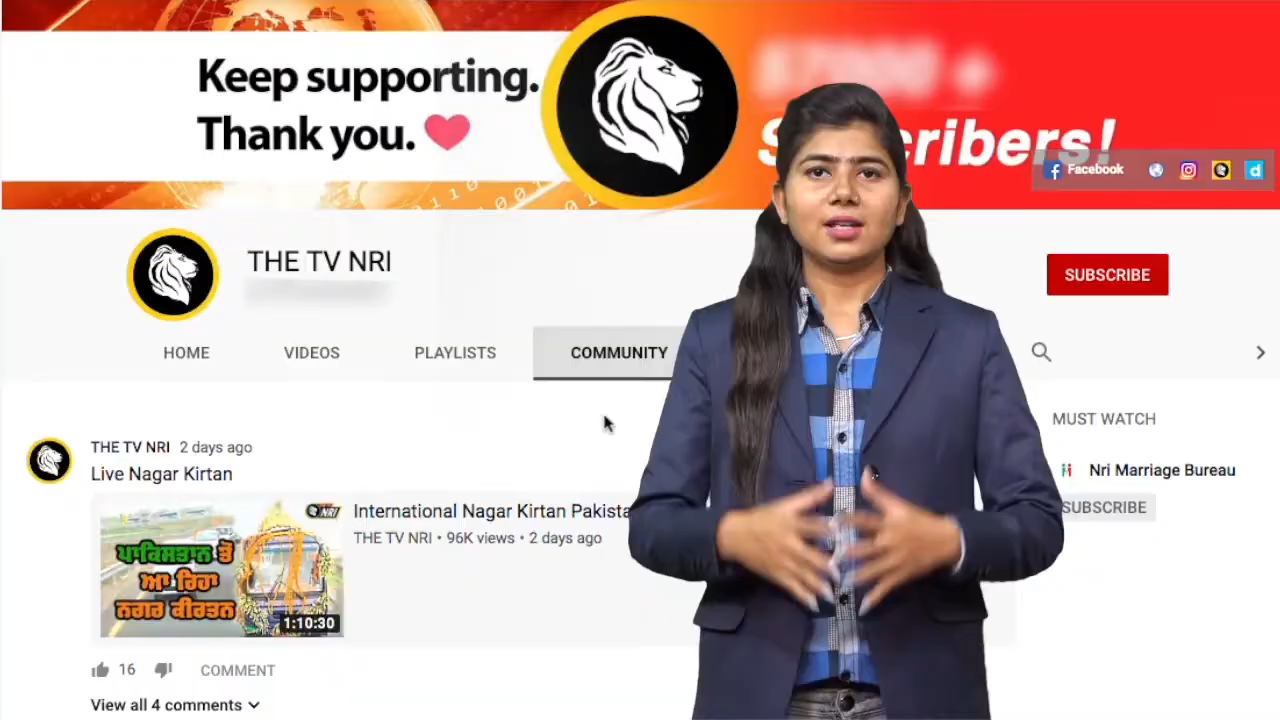 Keep supporting.
Thank you.
Subscribers!
Facebook
THE TV NRI
SUBSCRIBE
HOME
VIDEOS
PLAYLISTS
COMMUNITY
MUST WATCH
THE TV NRI 2 days ago
Live Nagar Kirtan
Nri Marriage Bureau
SUBSCRIBE
International Nagar Kirtan Pakista
THE TV NRI • 96K views • 2 days ago
NRI
ਪਾਕਿਸਤਾਨ ਤੋਂ
ਆ ਰਿਹਾ
ਨਗਰ ਕੀਰਤਨ
1:10:30
16
COMMENT
View all 4 comments